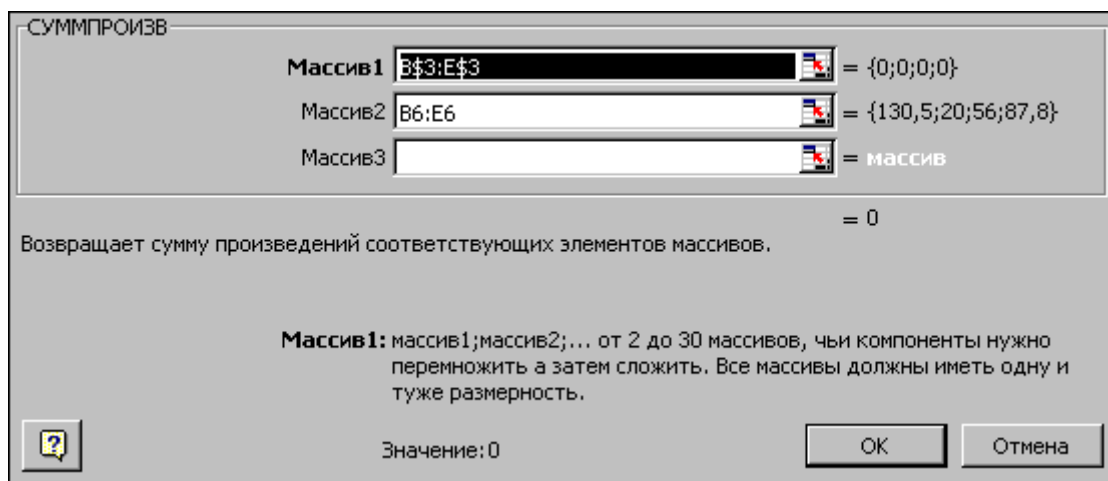 СУММПРОИЗВ
Массив1 B$3:E$3 = {0;0;0;0}
Массив2 B6:E6 = {130,5;20;56;87,8}
Массив3 = массив
= 0
Возвращает сумму произведений соответствующих элементов массивов.
Массив1: массив1;массив2;... от 2 до 30 массивов, чьи компоненты нужно
перемножить а затем сложить. Все массивы должны иметь одну и
туже размерность.
? Значение:0 OK Отмена